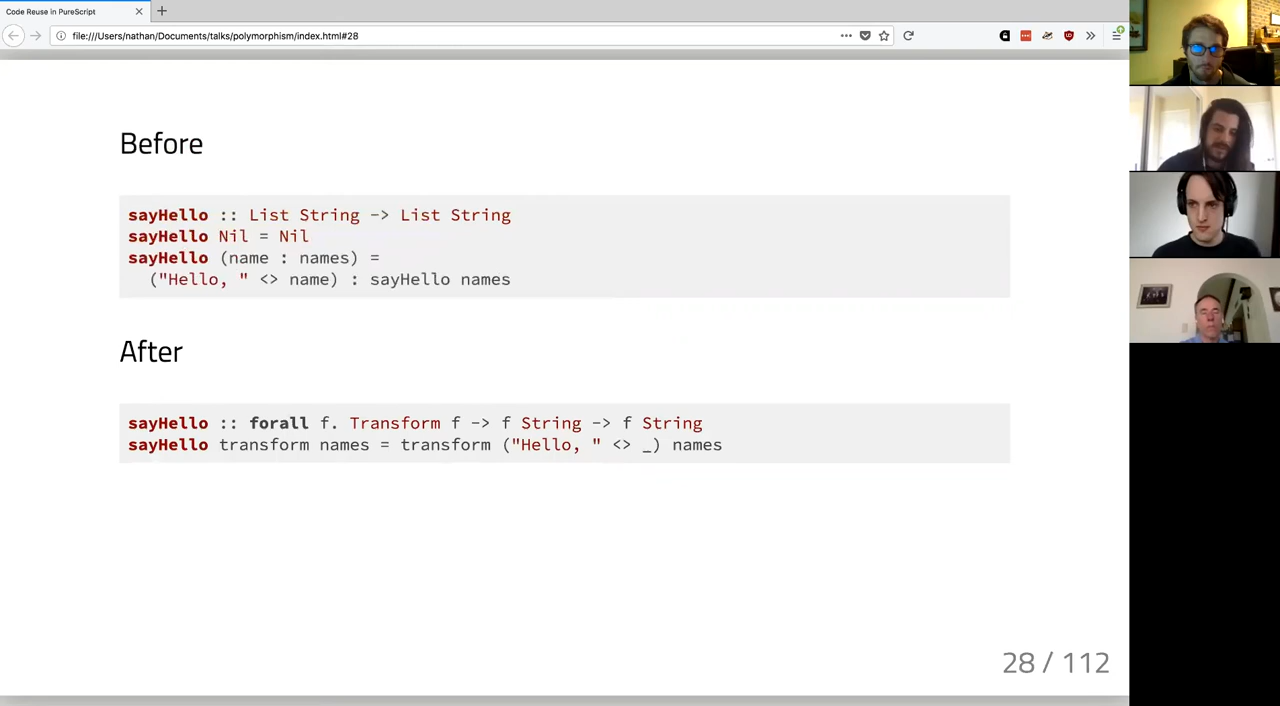 Code Reuse in PureScript
file:///Users/nathan/Documents/talks/polymorphism/index.html#28
Before
sayHello :: List String -> List String
sayHello Nil = Nil
sayHello (name : names) =
("Hello, " <> name) : sayHello names
After
sayHello :: forall f. Transform f -> f String -> f String
sayHello transform names = transform ("Hello, " <> _) names
28 / 112